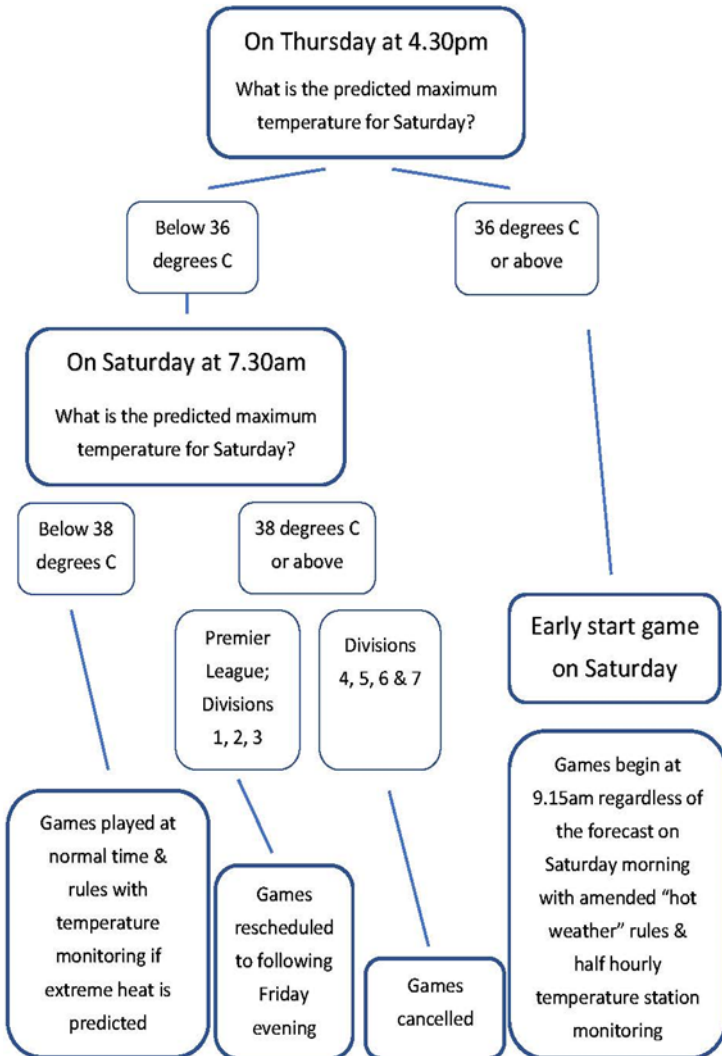 On Thursday at 4.30pm
What is the predicted maximum
temperature for Saturday?
Below 36
degrees C
36 degrees C
or above
On Saturday at 7.30am
What is the predicted maximum
temperature for Saturday?
Below 38
degrees C
38 degrees C
or above
Premier
League;
Divisions
1, 2, 3
Divisions
4, 5, 6 & 7
Early start game
on Saturday
Games played at
normal time &
rules with
temperature
monitoring if
extreme heat is
predicted
Games
rescheduled
to following
Friday
evening
Games
cancelled
Games begin at
9.15am regardless of
the forecast on
Saturday morning
with amended “hot
weather” rules &
half hourly
temperature station
monitoring